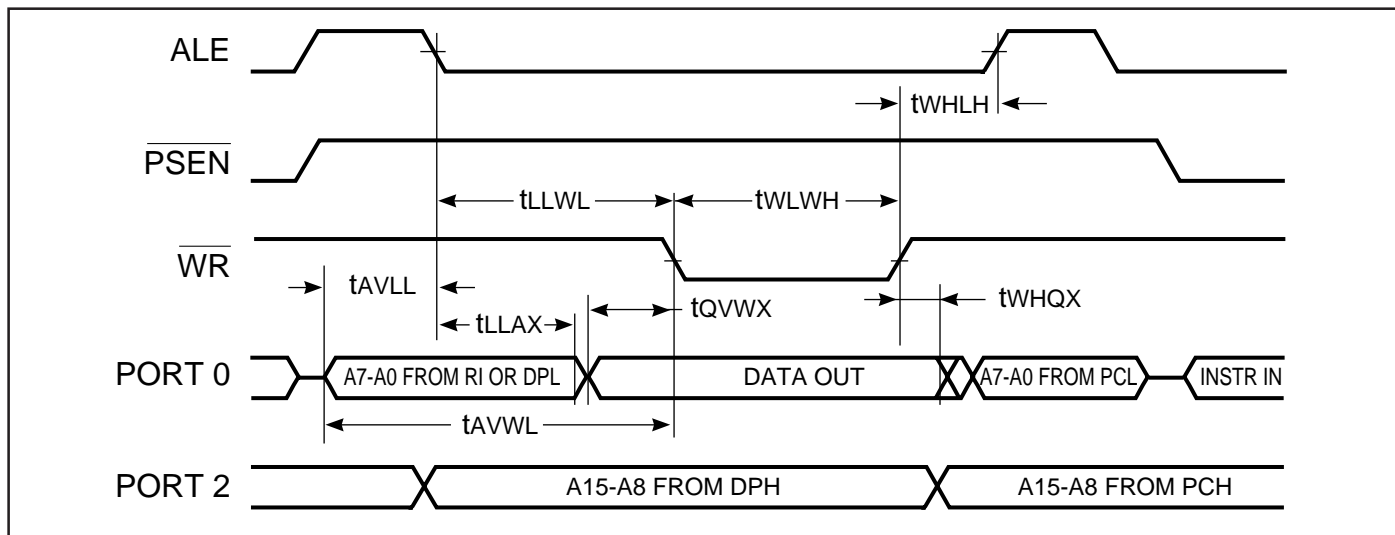 ALE
tWHLH
PSEN
tLLWL
tWLWH
WR
tAVLL
tLLAX
tQVWX
tWHQX
PORT 0
A7-A0 FROM RI OR DPL
DATA OUT
A7-A0 FROM PCL
INSTR IN
tAVWL
PORT 2
A15-A8 FROM DPH
A15-A8 FROM PCH